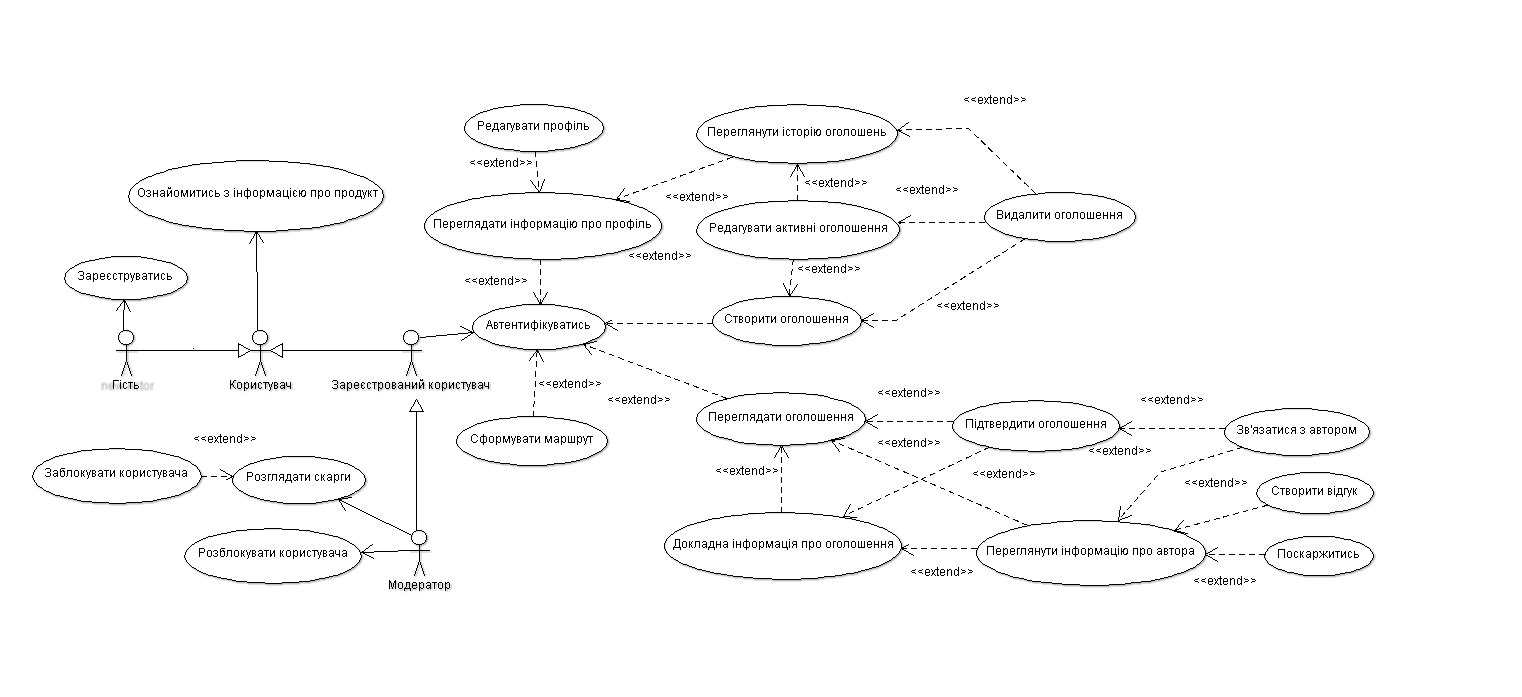 <<extend>>
Редагувати профіль
Переглянути історію оголошень
<<extend>>
<<extend>>
<<extend>>
Ознайомитись з інформацією про продукт
<<extend>>
<<extend>>
Переглядати інформацію про профіль
Редагувати активні оголошення
Видалити оголошення
<<extend>>
<<extend>>
Зареєструватись
<<extend>>
<<extend>>
Автентифікуватись
Створити оголошення
Гість
Користувач
Зареєстрований користувач
<<extend>>
<<extend>>
<<extend>>
<<extend>>
Переглядати оголошення
Підтвердити оголошення
Зв'язатися з автором
<<extend>>
Сформувати маршрут
<<extend>>
<<extend>>
Заблокувати користувача
Розглядати скарги
<<extend>>
<<extend>>
<<extend>>
Створити відгук
Розблокувати користувача
Докладна інформація про оголошення
Переглянути інформацію про автора
Поскаржитись
<<extend>>
<<extend>>
Модератор